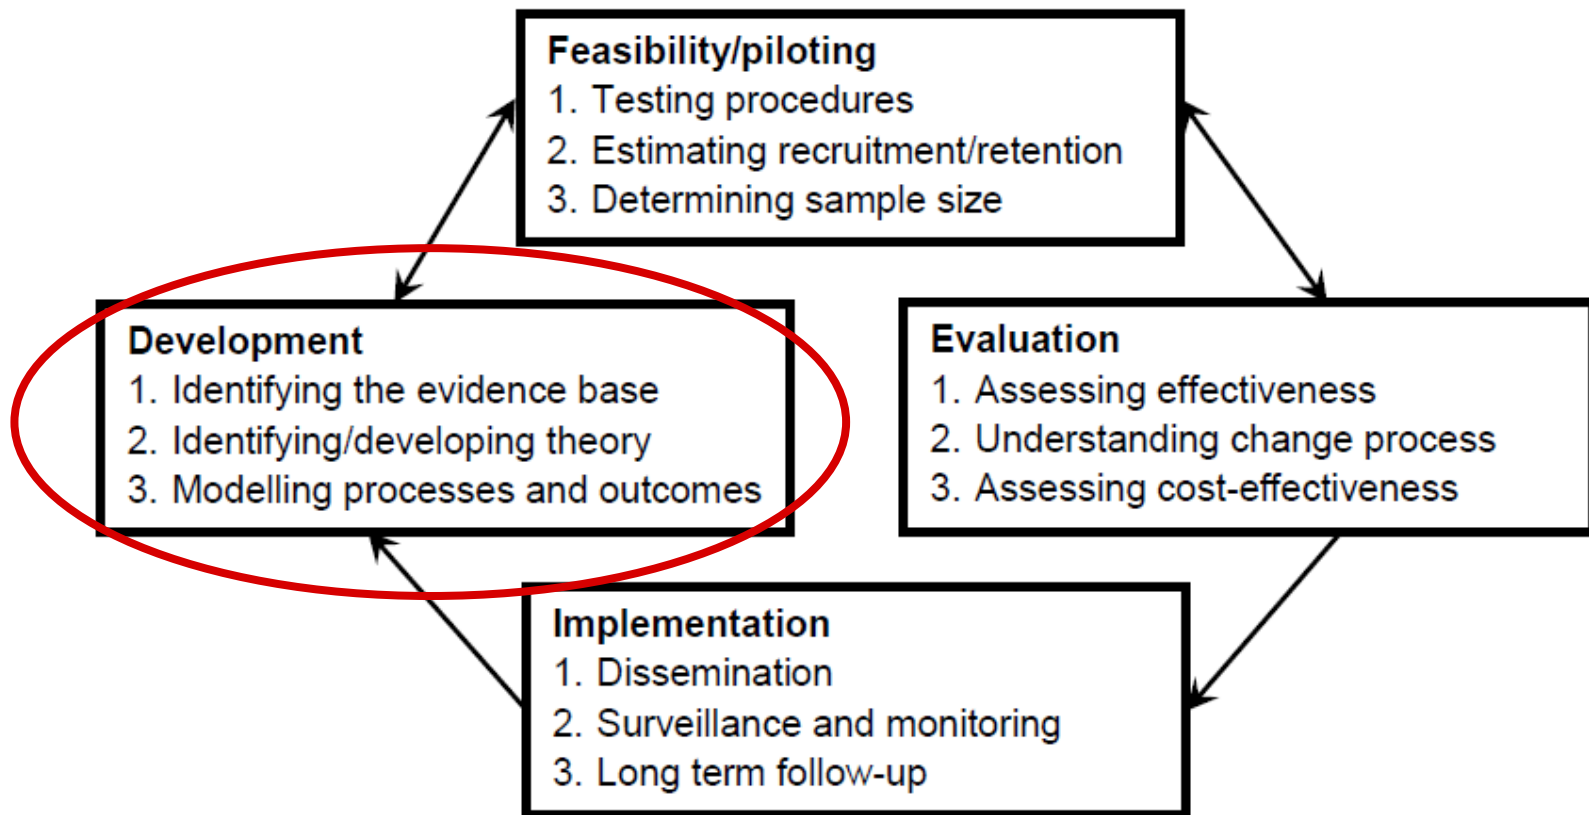 Feasibility/piloting
1. Testing procedures
2. Estimating recruitment/retention
3. Determining sample size
Development
1. Identifying the evidence base
2. Identifying/developing theory
3. Modelling processes and outcomes
Evaluation
1. Assessing effectiveness
2. Understanding change process
3. Assessing cost-effectiveness
Implementation
1. Dissemination
2. Surveillance and monitoring
3. Long term follow-up